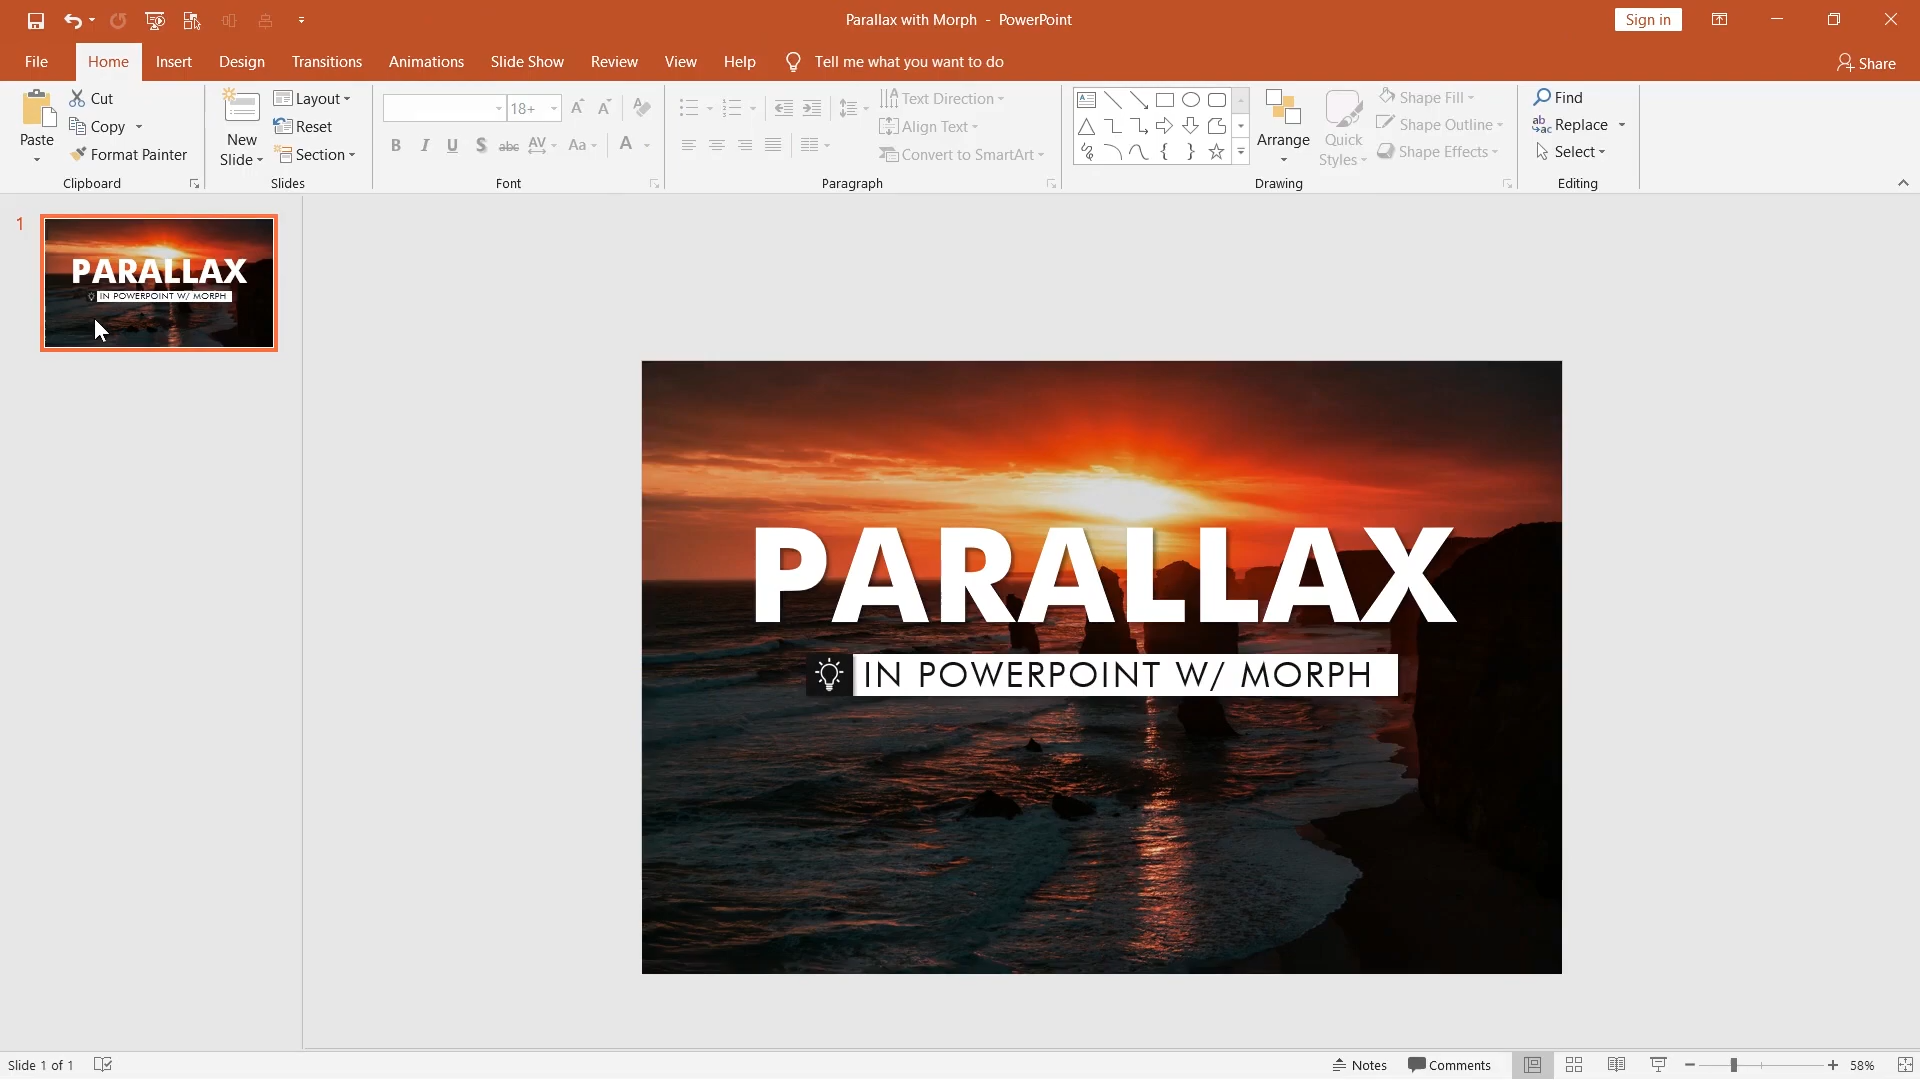 Parallax with Morph - PowerPoint
Sign in
File Home Insert Design Transitions Animations Slide Show Review View Help Tell me what you want to do Share
Paste
Cut
Copy
Format Painter
Clipboard
New Slide
Layout
Reset
Section
Slides
18+
B I U S abc AV Aa A
Font
Text Direction
Align Text
Convert to SmartArt
Paragraph
Arrange
Quick Styles
Shape Fill
Shape Outline
Shape Effects
Drawing
Find
Replace
Select
Editing
1
PARALLAX
IN POWERPOINT W/ MORPH
PARALLAX
IN POWERPOINT W/ MORPH
Slide 1 of 1
Notes Comments 58%